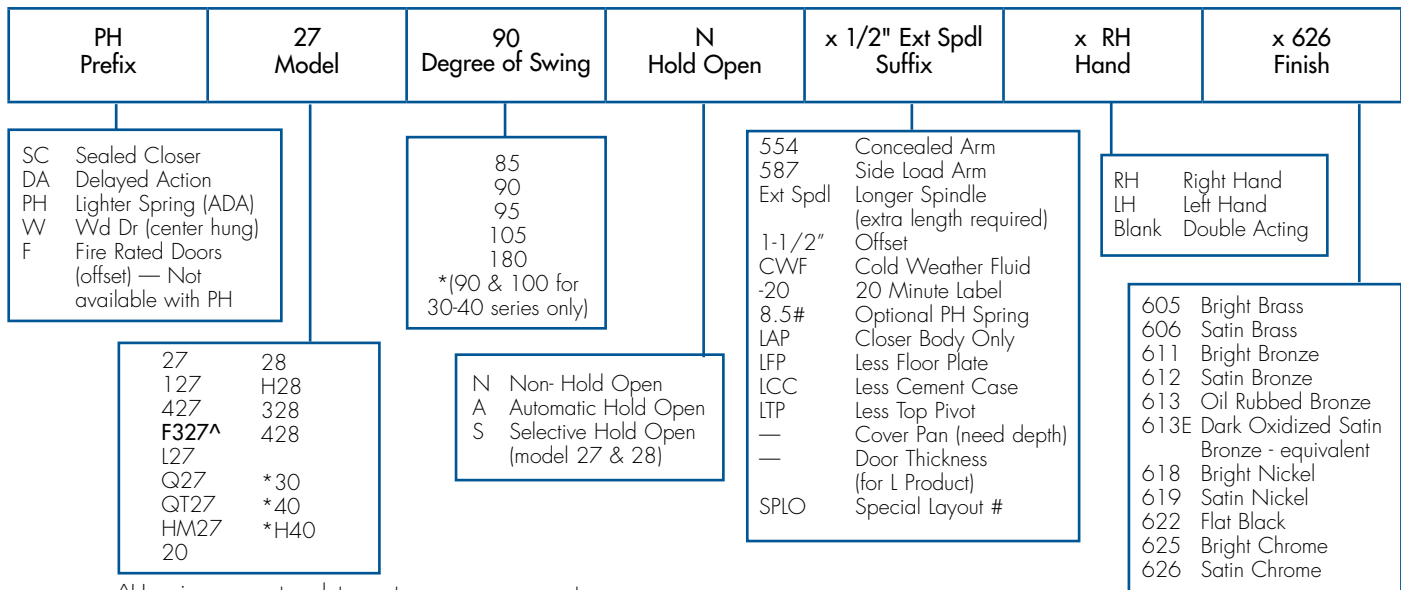 PH
Prefix
27
Model
90
Degree of Swing
N
Hold Open
x 1/2" Ext Spdl
Suffix
x RH
Hand
x 626
Finish
SC Sealed Closer
DA Delayed Action
PH Lighter Spring (ADA)
W Wd Dr (center hung)
F Fire Rated Doors
(offset) — Not
available with PH
27 28
127 H28
427 328
F327^ 428
L27
Q27 *30
QT27 *40
HM27 *H40
20
85
90
95
105
180
*(90 & 100 for
30-40 series only)
N Non- Hold Open
A Automatic Hold Open
S Selective Hold Open
(model 27 & 28)
554 Concealed Arm
587 Side Load Arm
Ext Spdl Longer Spindle
(extra length required)
1-1/2” Offset
CWF Cold Weather Fluid
-20 20 Minute Label
8.5# Optional PH Spring
LAP Closer Body Only
LFP Less Floor Plate
LCC Less Cement Case
LTP Less Top Pivot
— Cover Pan (need depth)
— Door Thickness
(for L Product)
SPLO Special Layout #
RH Right Hand
LH Left Hand
Blank Double Acting
605 Bright Brass
606 Satin Brass
611 Bright Bronze
612 Satin Bronze
613 Oil Rubbed Bronze
613E Dark Oxidized Satin
Bronze - equivalent
618 Bright Nickel
619 Satin Nickel
622 Flat Black
625 Bright Chrome
626 Satin Chrome